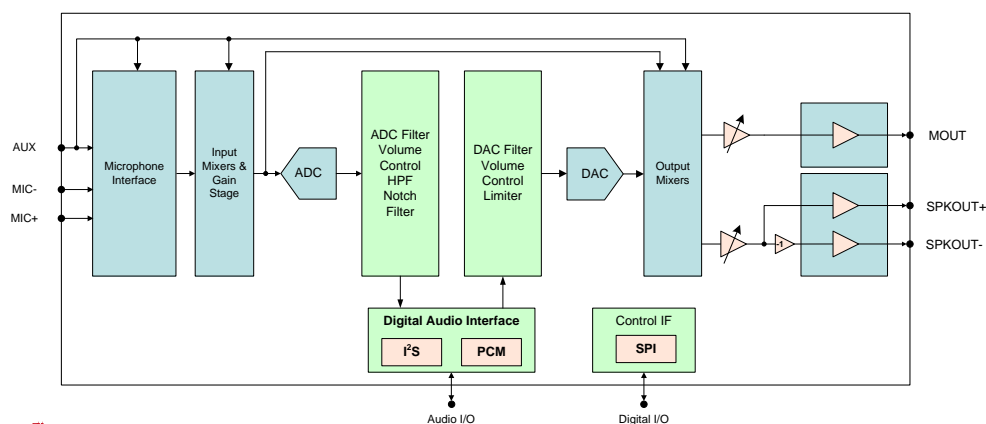 AUX
MIC-
MIC+
Microphone
Interface
Input
Mixers &
Gain
Stage
ADC
ADC Filter
Volume
Control
HPF
Notch
Filter
DAC Filter
Volume
Control
Limiter
DAC
Output
Mixers
-1
MOUT
SPKOUT+
SPKOUT-
Digital Audio Interface
I²S
PCM
Control IF
SPI
Audio I/O
Digital I/O